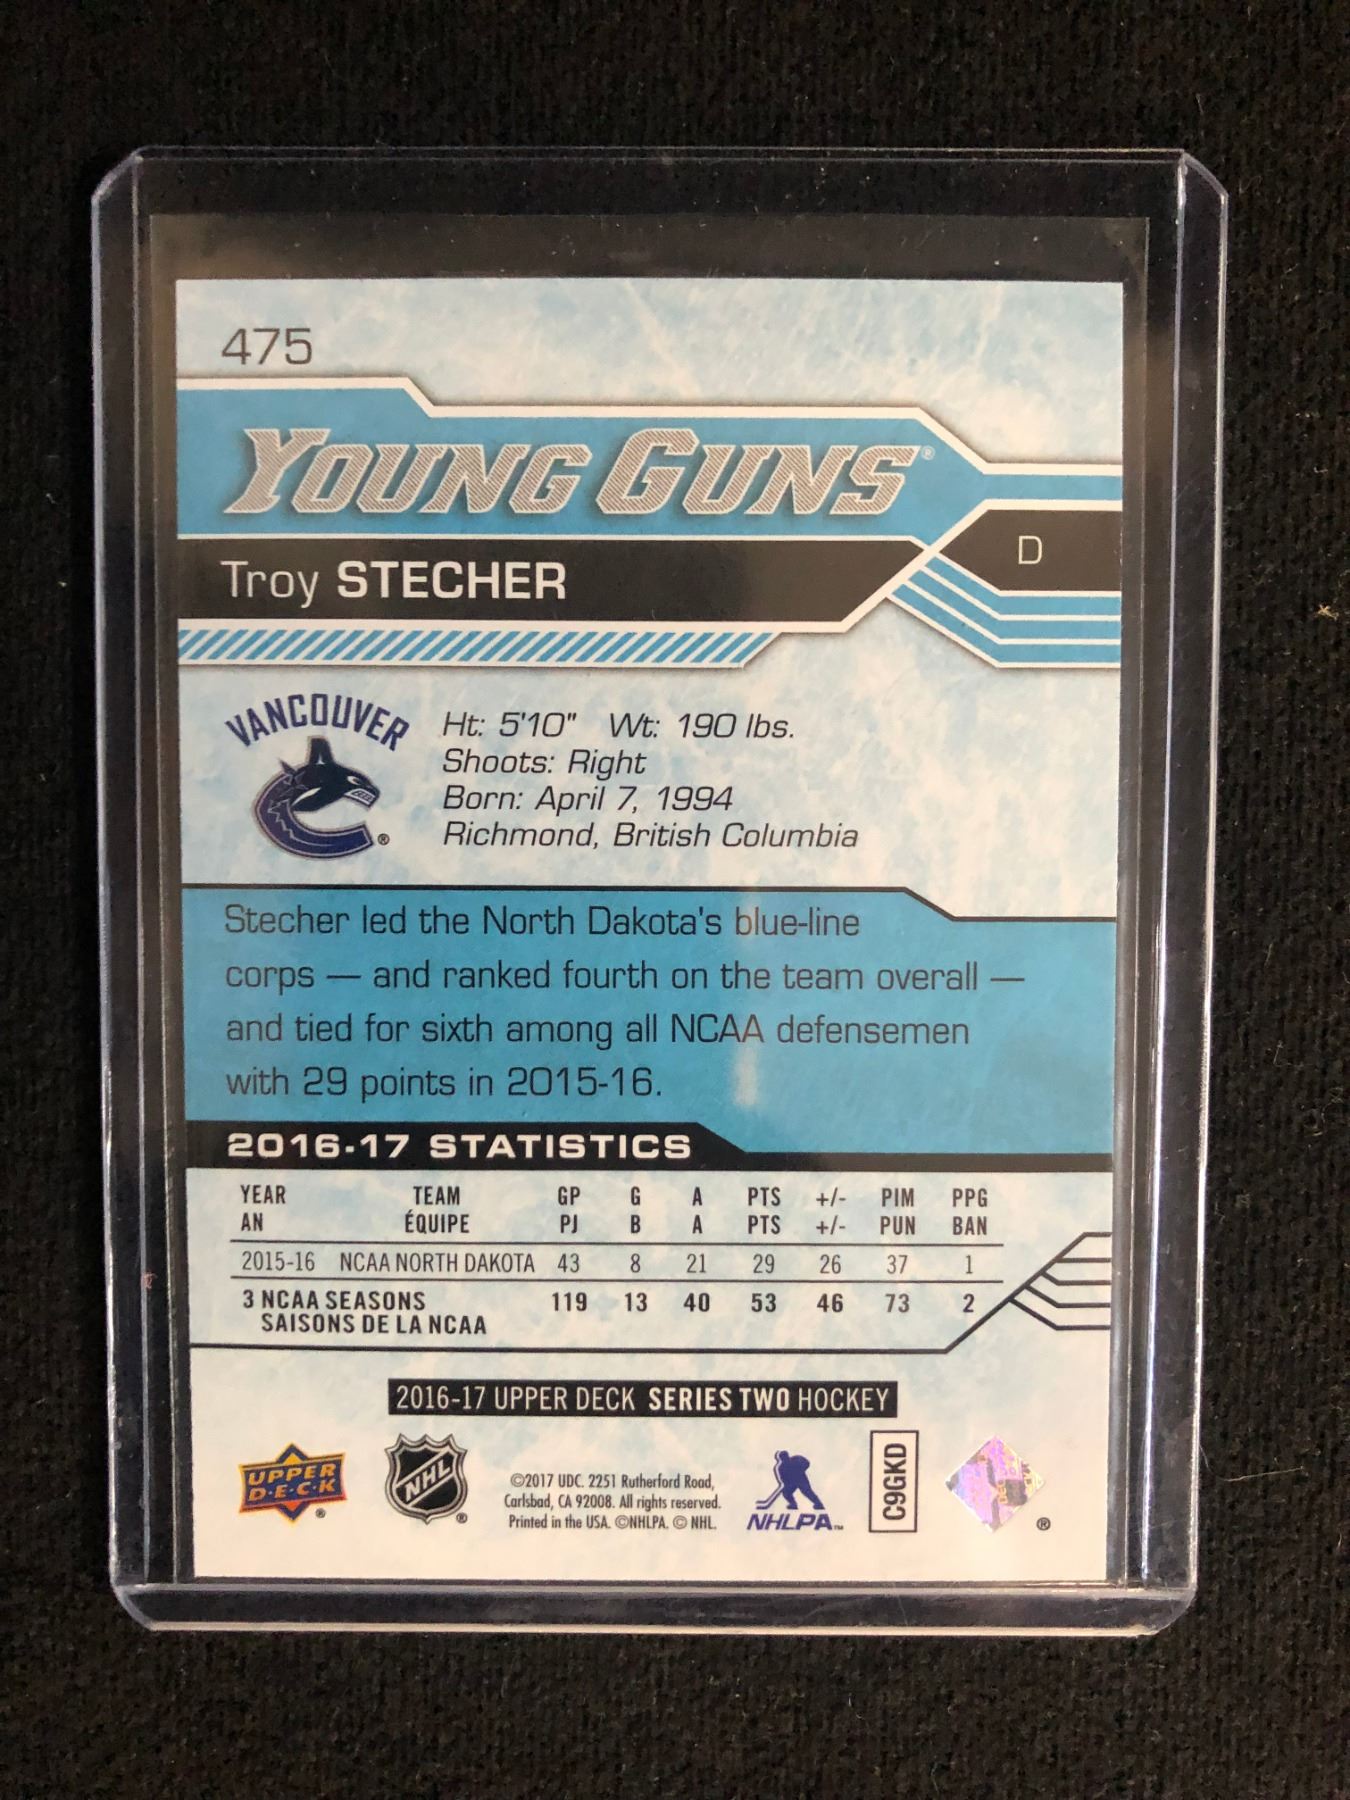 475
YOUNG GUNS®
D
Troy STECHER
VANCOUVER
®
Ht: 5'10" Wt: 190 lbs.
Shoots: Right
Born: April 7, 1994
Richmond, British Columbia
Stecher led the North Dakota's blue-line
corps — and ranked fourth on the team overall —
and tied for sixth among all NCAA defensemen
with 29 points in 2015-16.
2016-17 STATISTICS
YEAR TEAM GP G A PTS +/- PIM PPG
AN ÉQUIPE PJ B A PTS +/- PUN BAN
2015-16 NCAA NORTH DAKOTA 43 8 21 29 26 37 1
3 NCAA SEASONS 119 13 40 53 46 73 2
SAISONS DE LA NCAA
2016-17 UPPER DECK SERIES TWO HOCKEY
UPPER
D·E·C·K
®
NHL
®
©2017 UDC. 2251 Rutherford Road,
Carlsbad, CA 92008. All rights reserved.
Printed in the USA. ©NHLPA. © NHL.
NHLPA™
C9GKD
®